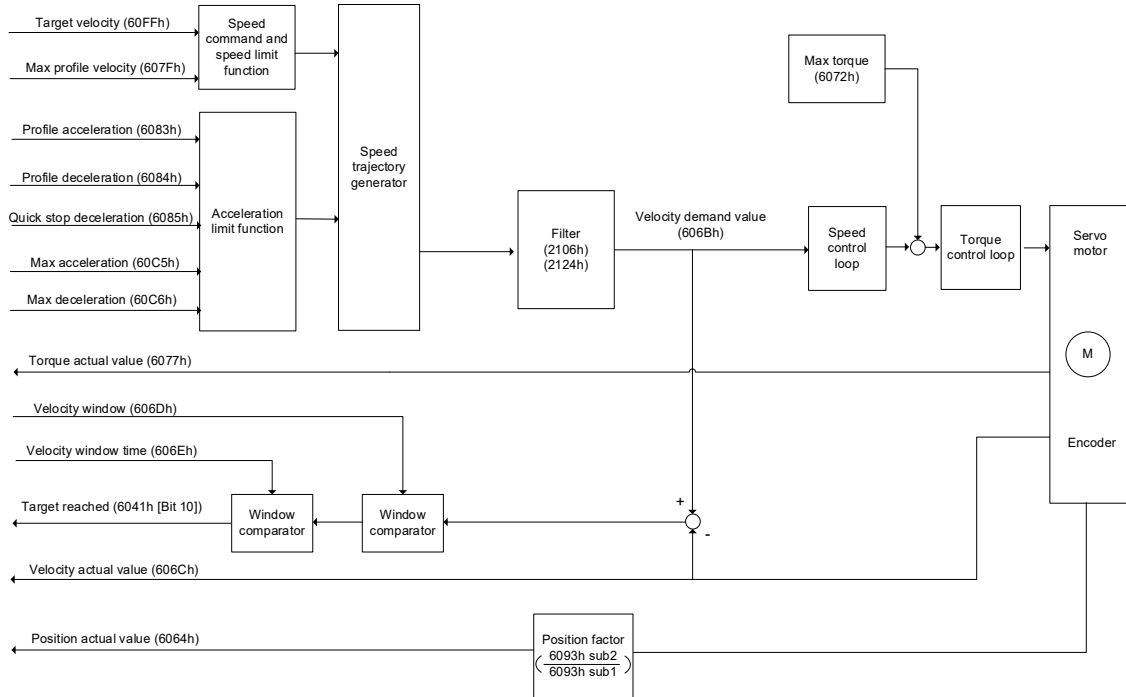 Target velocity (60FFh)
Max profile velocity (607Fh)
Speed
command and
speed limit
function
Profile acceleration (6083h)
Profile deceleration (6084h)
Quick stop deceleration (6085h)
Max acceleration (60C5h)
Max deceleration (60C6h)
Acceleration
limit function
Speed
trajectory
generator
Filter
(2106h)
(2124h)
Velocity demand value
(606Bh)
Max torque
(6072h)
Speed
control
loop
Torque
control loop
Servo
motor
M
Encoder
Torque actual value (6077h)
Velocity window (606Dh)
Velocity window time (606Eh)
Target reached (6041h [Bit 10])
Window
comparator
Window
comparator
+
-
Velocity actual value (606Ch)
Position actual value (6064h)
Position factor
(6093h sub2
6093h sub1)